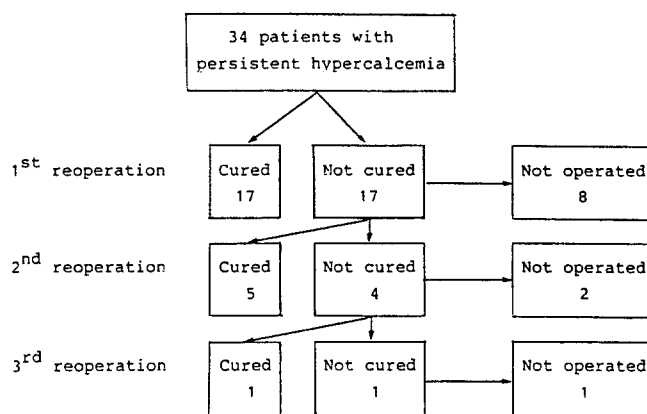 34 patients with
persistent hypercalcemia
1st reoperation
Cured
17
Not cured
17
Not operated
8
2nd reoperation
Cured
5
Not cured
4
Not operated
2
3rd reoperation
Cured
1
Not cured
1
Not operated
1